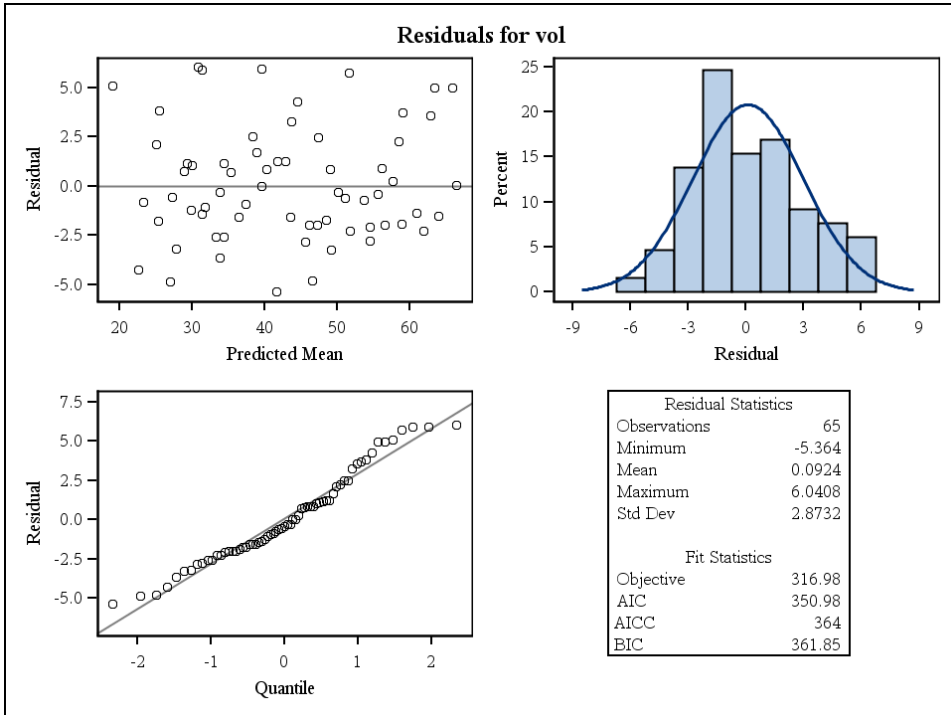 Residuals for vol
Residual
5.0
2.5
0.0
-2.5
-5.0
20 30 40 50 60
Predicted Mean
Percent
25
20
15
10
5
0
-9 -6 -3 0 3 6 9
Residual
Residual
7.5
5.0
2.5
0.0
-2.5
-5.0
-2 -1 0 1 2
Quantile
Residual Statistics
Observations 65
Minimum -5.364
Mean 0.0924
Maximum 6.0408
Std Dev 2.8732
Fit Statistics
Objective 316.98
AIC 350.98
AICC 364
BIC 361.85